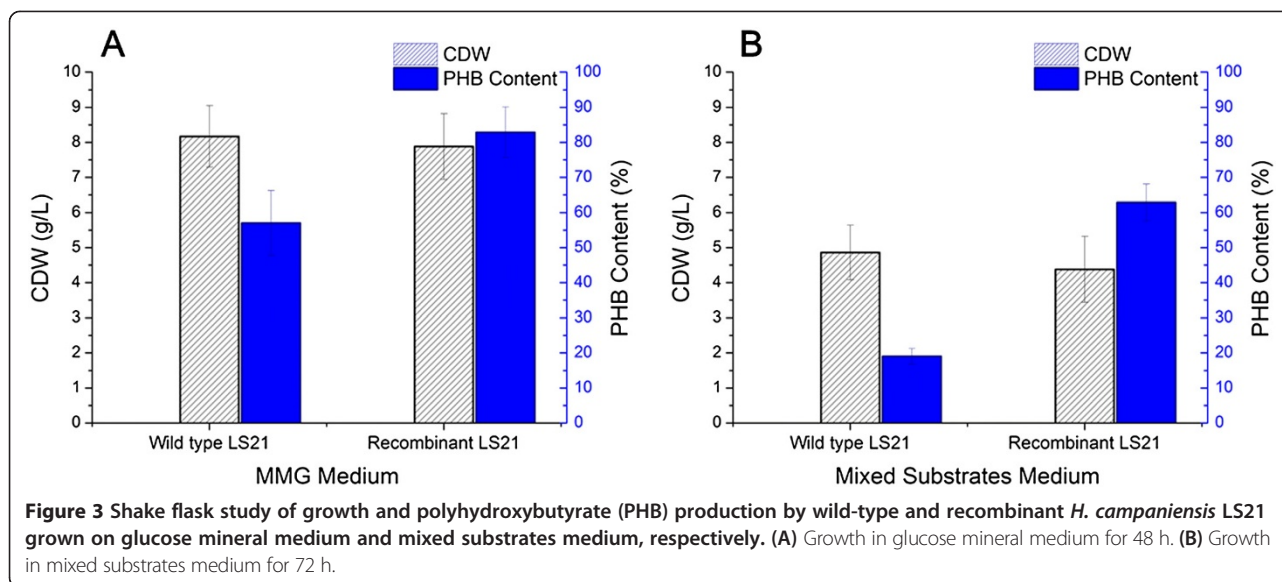 A
CDW
PHB Content
10
9
8
7
6
5
4
3
2
1
0
CDW (g/L)
100
90
80
70
60
50
40
30
20
10
0
PHB Content (%)
Wild type LS21 Recombinant LS21
MMG Medium
B
CDW
PHB Content
10
9
8
7
6
5
4
3
2
1
0
CDW (g/L)
100
90
80
70
60
50
40
30
20
10
0
PHB Content (%)
Wild type LS21 Recombinant LS21
Mixed Substrates Medium
Figure 3 Shake flask study of growth and polyhydroxybutyrate (PHB) production by wild-type and recombinant H. campaniensis LS21
grown on glucose mineral medium and mixed substrates medium, respectively. (A) Growth in glucose mineral medium for 48 h. (B) Growth
in mixed substrates medium for 72 h.